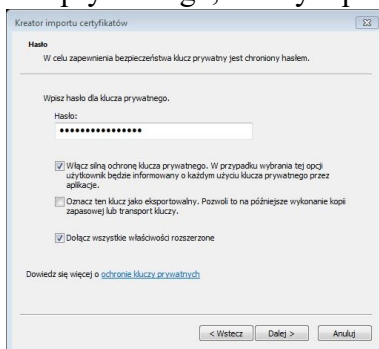 Kreator importu certyfikatów
Hasło
W celu zapewnienia bezpieczeństwa klucz prywatny jest chroniony hasłem.
Wpisz hasło dla klucza prywatnego.
Hasło:
••••••••••••••••
Włącz silną ochronę klucza prywatnego. W przypadku wybrania tej opcji
użytkownik będzie informowany o każdym użyciu klucza prywatnego przez
aplikacje.
Oznacz ten klucz jako eksportowalny. Pozwoli to na późniejsze wykonanie kopii
zapasowej lub transport kluczy.
Dołącz wszystkie właściwości rozszerzone
Dowiedz się więcej o ochronie kluczy prywatnych
< Wstecz Dalej > Anuluj